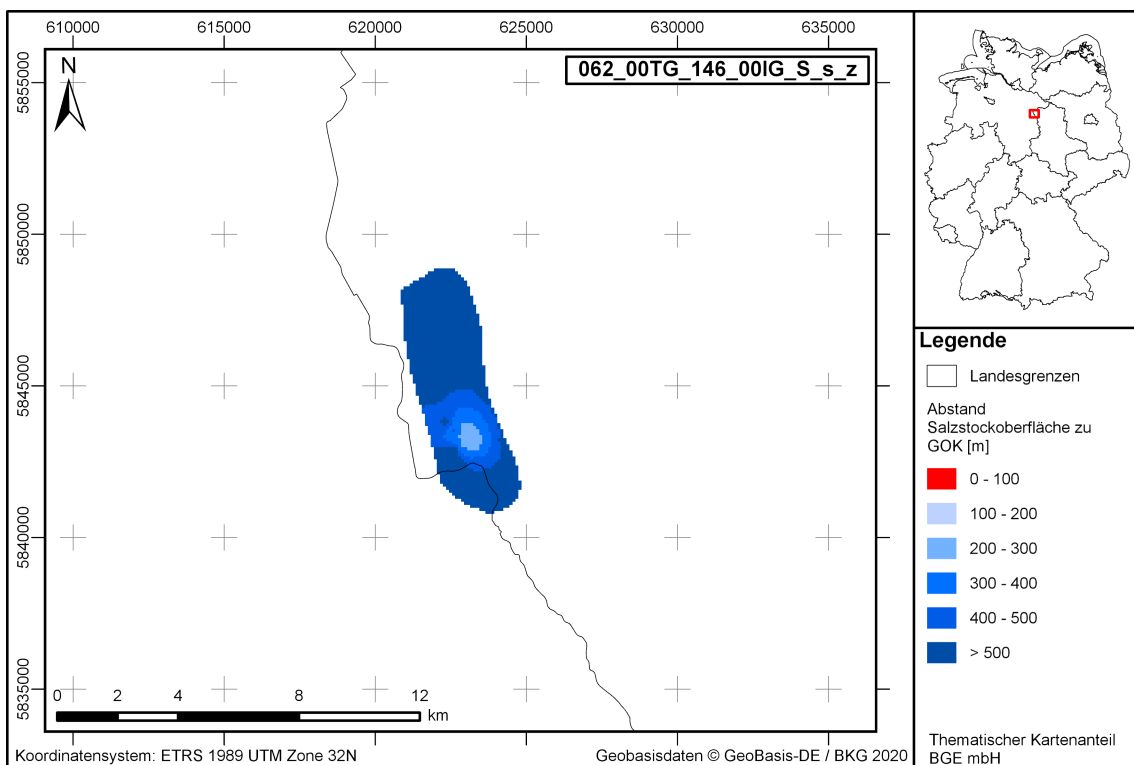 610000 615000 620000 625000 630000 635000
062_00TG_146_00IG_S_s_z
N
5855000
5850000
5845000
5840000
5835000
0 2 4 8 12
km
Koordinatensystem: ETRS 1989 UTM Zone 32N
Geobasisdaten © GeoBasis-DE / BKG 2020
Legende
Landesgrenzen
Abstand
Salzstockoberfläche zu
GOK [m]
0 - 100
100 - 200
200 - 300
300 - 400
400 - 500
> 500
Thematischer Kartenanteil
BGE mbH